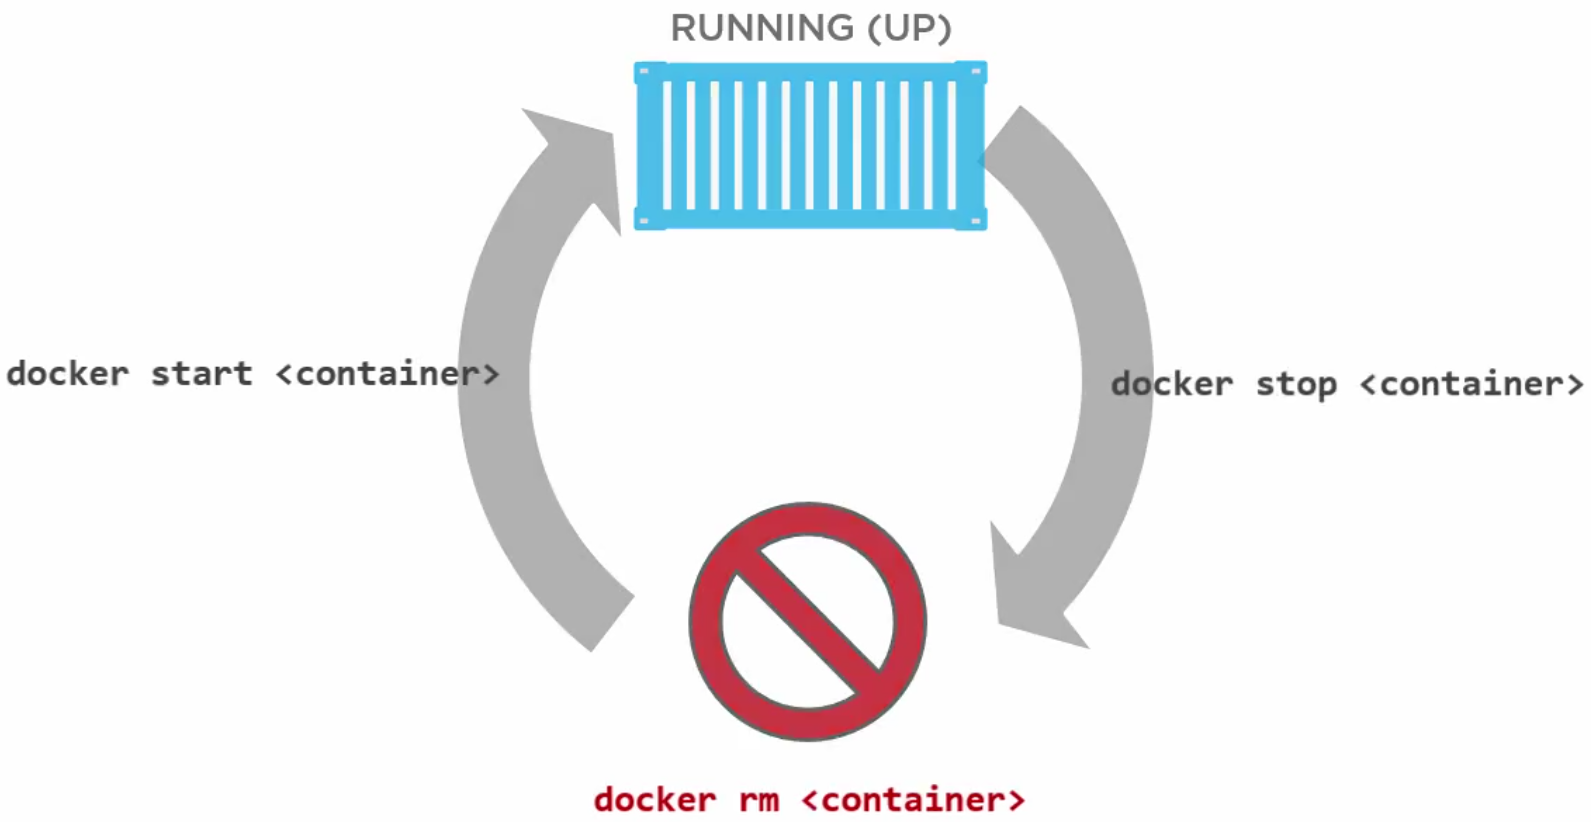 RUNNING (UP)
docker start <container>
docker stop <container>
docker rm <container>